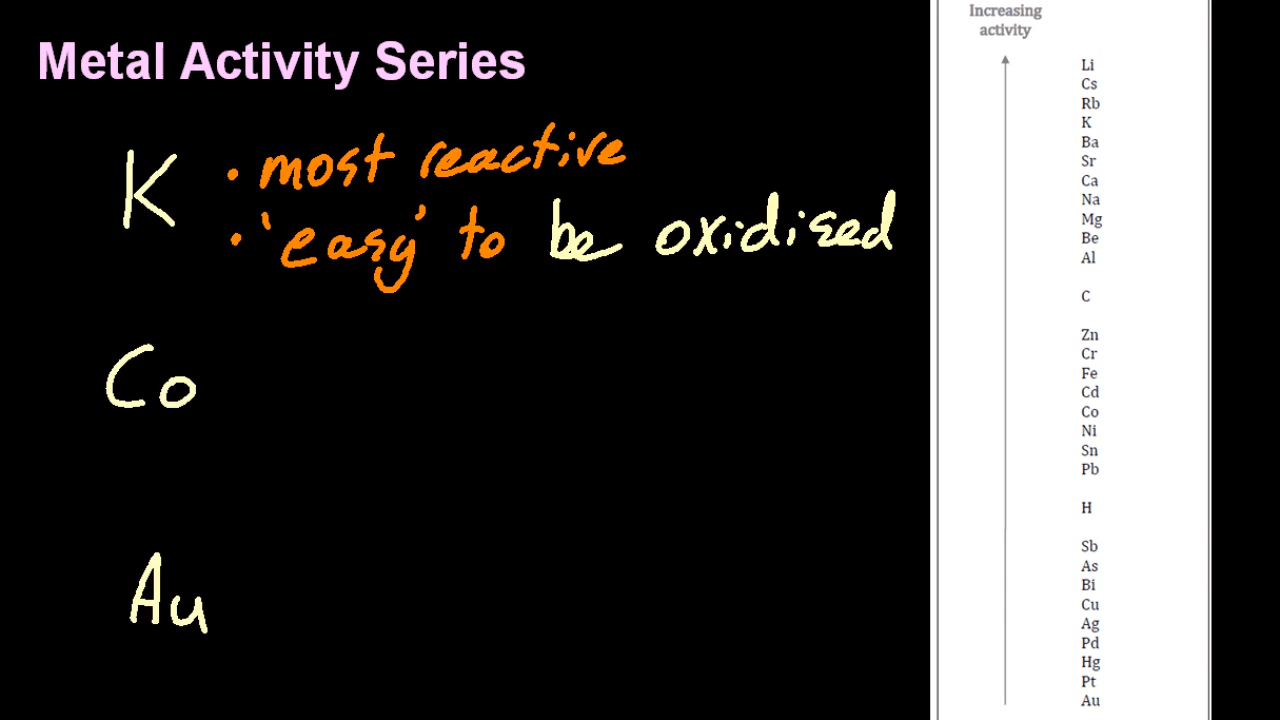 Metal Activity Series
K
• most reactive
• 'easy' to be oxidised
Co
Au
Increasing
activity
Li
Cs
Rb
K
Ba
Sr
Ca
Na
Mg
Be
Al
C
Zn
Cr
Fe
Cd
Co
Ni
Sn
Pb
H
Sb
As
Bi
Cu
Ag
Pd
Hg
Pt
Au